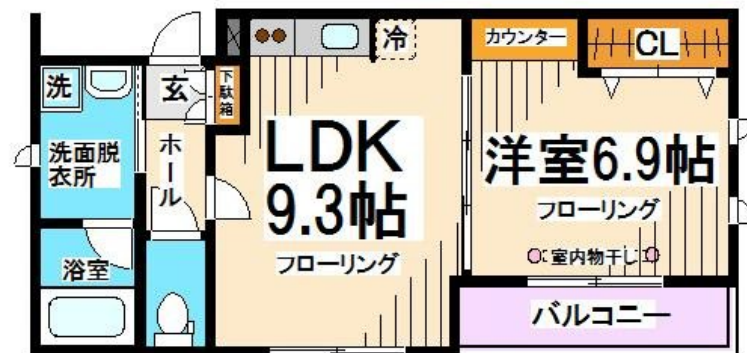 洗
玄
下駄箱
冷
カウンター
CL
洗面脱
衣所
ホール
LDK
9.3帖
フローリング
洋室6.9帖
フローリング
室内物干し
浴室
バルコニー